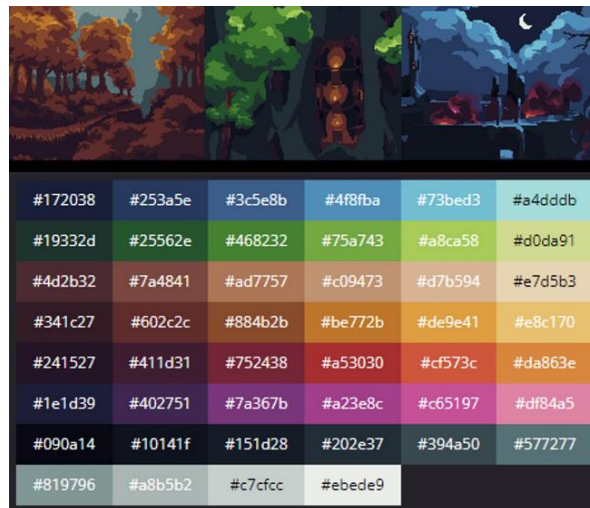 #172038 #253a5e #3c5e8b #4f8fba #73bed3 #a4dddb
#19332d #25562e #468232 #75a743 #a8ca58 #d0da91
#4d2b32 #7a4841 #ad7757 #c09473 #d7b594 #e7d5b3
#341c27 #602c2c #884b2b #be772b #de9e41 #e8c170
#241527 #411d31 #752438 #a53030 #cf573c #da863e
#1e1d39 #402751 #7a367b #a23e8c #c65197 #df84a5
#090a14 #10141f #151d28 #202e37 #394a50 #577277
#819796 #a8b5b2 #c7cfcc #ebede9